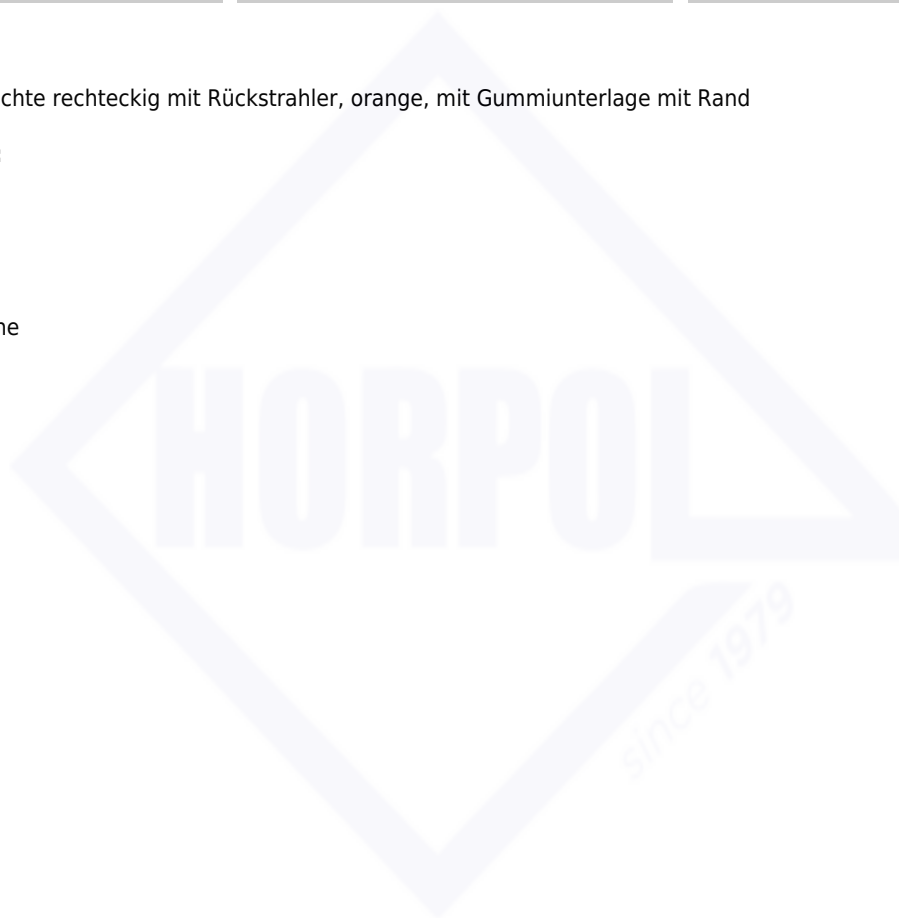 chte rechteckig mit Rückstrahler, orange, mit Gummiunterlage mit Rand
ne
HORPOL
since 1979